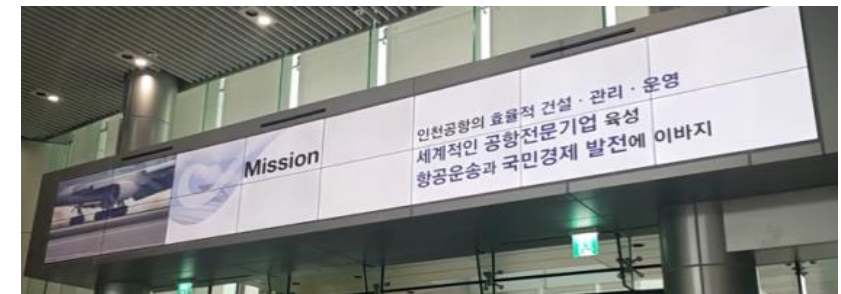 Mission
인천공항의 효율적 건설 · 관리 · 운영
세계적인 공항전문기업 육성
항공운송과 국민경제 발전에 이바지